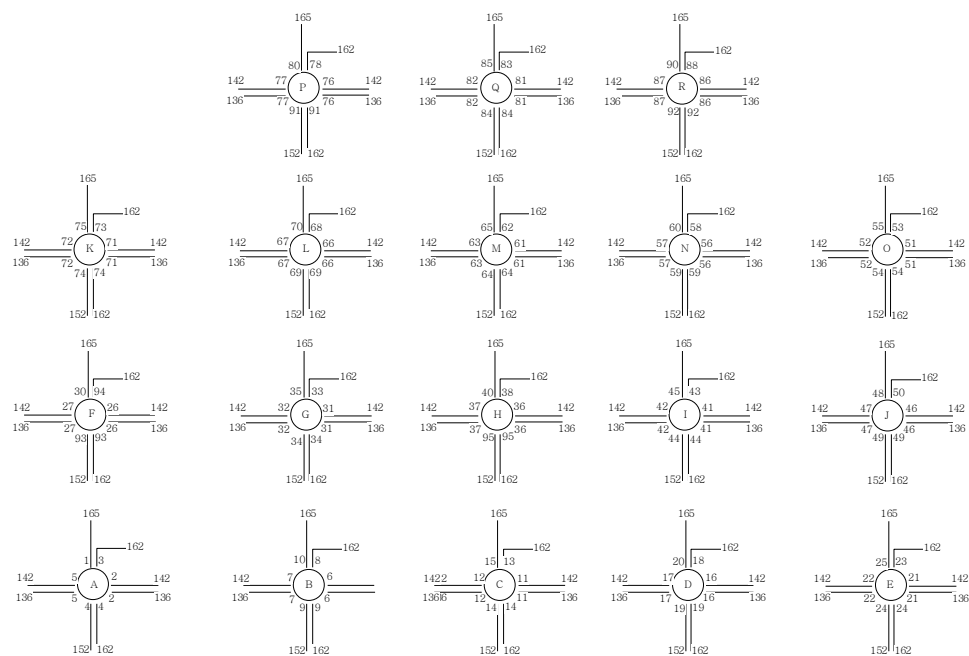 165 165 165
162 162 162
80 78 85 83 90 88
142 77 P 76 142 142 82 Q 81 142 142 87 R 86 142
136 77 76 136 136 82 81 136 136 87 86 136
91 91 84 84 92 92
152 162 152 162 152 162
165 165 165 165 165
162 162 162 162 162
75 73 70 68 65 62 60 58 55 53
142 72 K 71 142 142 67 L 66 142 142 63 M 61 142 142 57 N 56 142 142 52 O 51 142
136 72 71 136 136 67 66 136 136 63 61 136 136 57 56 136 136 52 51 136
74 74 69 69 64 64 59 59 54 54
152 162 152 162 152 162 152 162 152 162
165 165 165 165 165
162 162 162 162 162
30 94 35 33 40 38 45 43 48 50
142 27 F 26 142 142 32 G 31 142 142 37 H 36 142 142 42 I 41 142 142 47 J 46 142
136 27 26 136 136 32 31 136 136 37 36 136 136 42 41 136 136 47 46 136
93 93 34 34 95 95 44 44 49 49
152 162 152 162 152 162 152 162 152 162
165 165 165 165 165
162 162 162 162 162
1 3 10 8 15 13 20 18 25 23
142 5 A 2 142 142 7 B 6 142 142 12 C 11 142 142 17 D 16 142 142 22 E 21 142
136 5 2 136 136 7 6 136 136 12 11 136 136 17 16 136 136 22 21 136
4 4 9 9 14 14 19 19 24 24
152 162 152 162 152 162 152 162 152 162